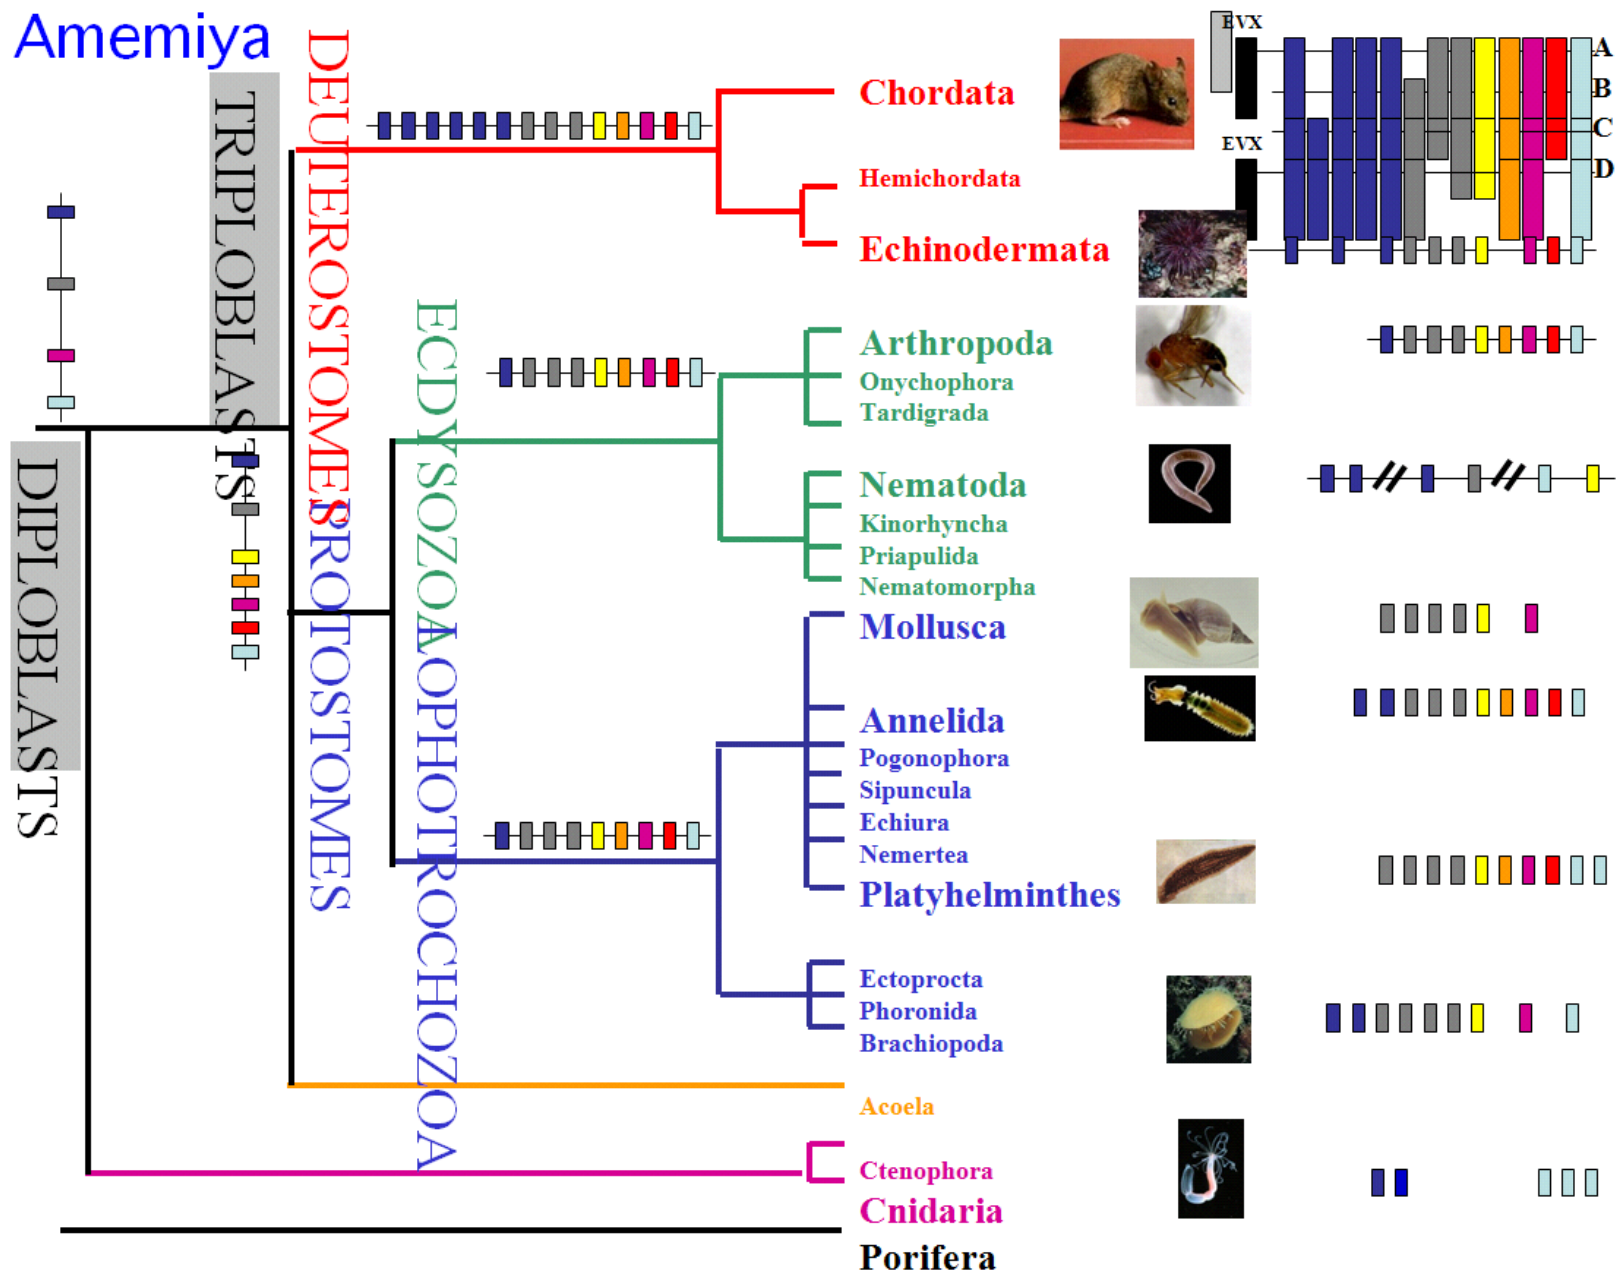 Amemiya
DIPLOBLASTS
TRIPLOBLASTS
DEUTEROSTOMES
PROTOSTOMES
ECDYSOZOA
LOPHOTROCHOZOA
Chordata
Hemichordata
Echinodermata
Arthropoda
Onychophora
Tardigrada
Nematoda
Kinorhyncha
Priapulida
Nematomorpha
Mollusca
Annelida
Pogonophora
Sipuncula
Echiura
Nemertea
Platyhelminthes
Ectoprocta
Phoronida
Brachiopoda
Acoela
Ctenophora
Cnidaria
Porifera
EVX
A
B
C
EVX
D